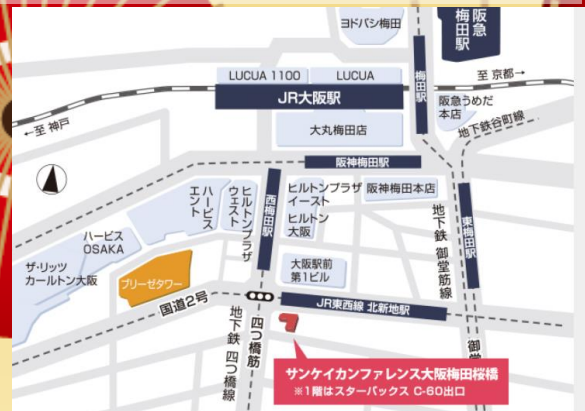 ヨドバシ梅田
阪急
梅田駅
梅田駅
LUCUA 1100
LUCUA
至 京都→
JR大阪駅
阪急うめだ
本店
←至 神戸
大丸梅田店
地下鉄谷町線
阪神梅田駅
ハービス
エント
ヒルトンプラザ
ウェスト
西梅田駅
ヒルトンプラザ
イースト
ヒルトン
大阪
阪神梅田本店
地下鉄 御堂筋線
東梅田駅
ハービス
OSAKA
ザ・リッツ
カールトン大阪
ブリーゼタワー
大阪駅前
第1ビル
国道2号
JR東西線 北新地駅
地下鉄 四つ橋線
四つ橋筋
御堂
サンケイカンファレンス大阪梅田桜橋
※1階はスターバックス C-60出口